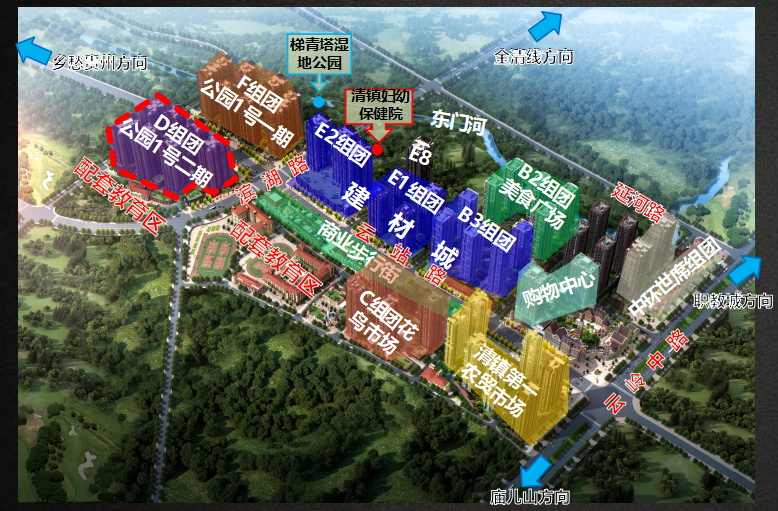 梯青塔湿
地公园
全清线方向
乡愁贵州方向
F组团
公园1号一期
清镇妇幼
保健院
东门河
D组团
公园1号二期
E2组团
E8
B2组团
美食广场
延河路
配套教育区
滨湖路
E1组团
建材城
B3组团
配套教育区
商业步行街
云站路
购物中心
中环世席组团
职教城方向
C组团花
鸟市场
清镇第一
农贸市场
云岭中路
庙儿山方向